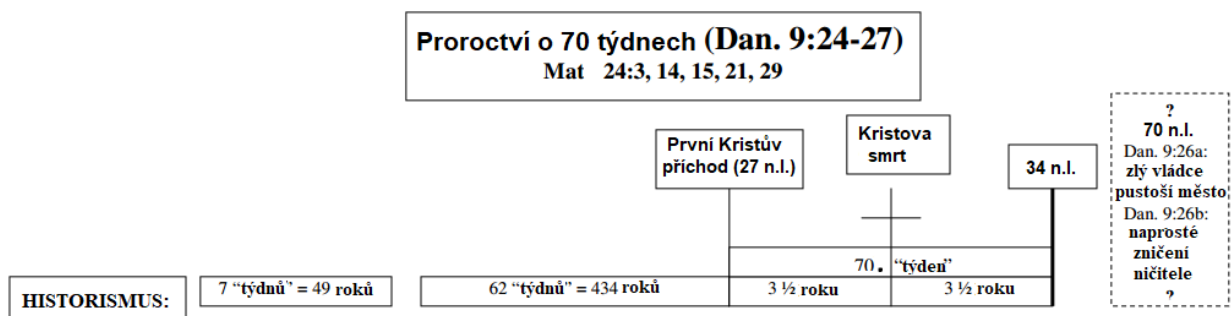 Proroctví o 70 týdnech (Dan. 9:24-27)
Mat 24:3, 14, 15, 21, 29
První Kristův
příchod (27 n.l.)
Kristova
smrt
34 n.l.
?
70 n.l.
Dan. 9:26a:
zlý vládce
pustoší město
Dan. 9:26b:
naprosté
zničení
ničitele
?
70. “týden”
HISTORISMUS:
7 “týdnů” = 49 roků
62 “týdnů” = 434 roků
3 ½ roku
3 ½ roku